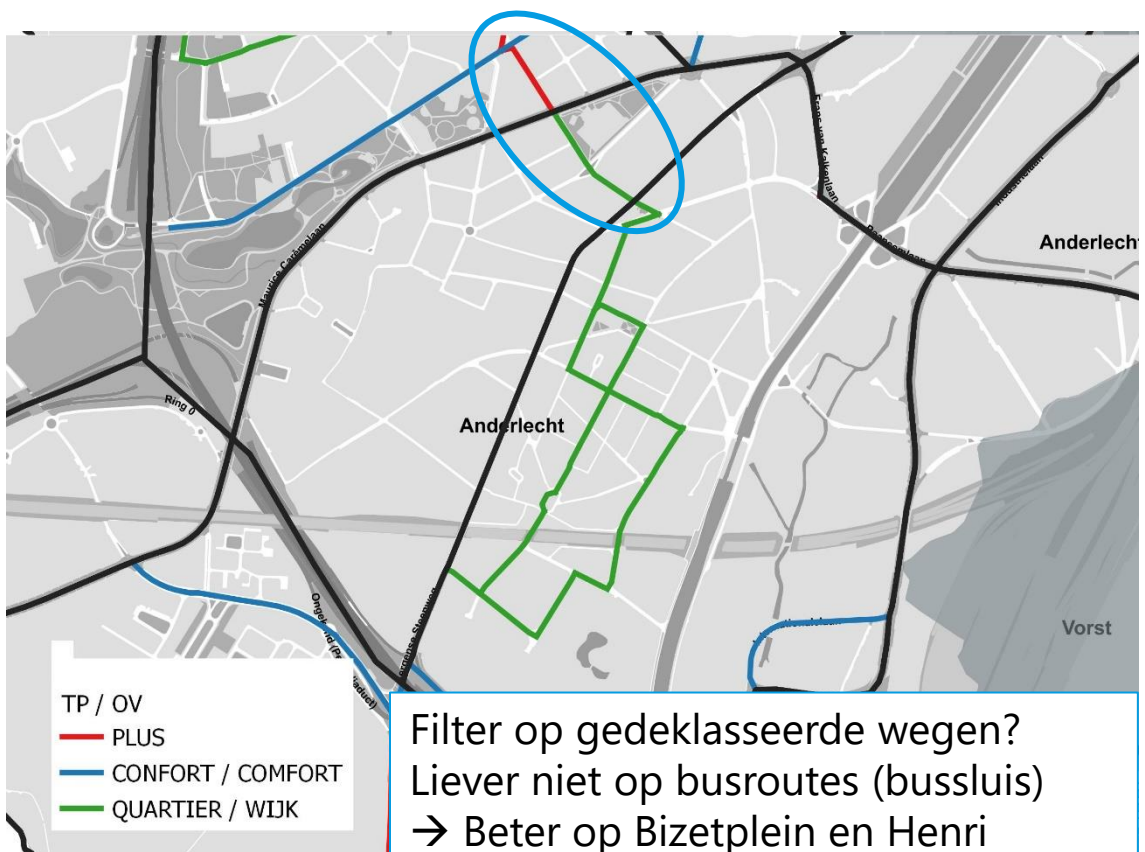 Frans van Kalkenlaan
Industrielaan
Anderlecht
Maurice Carêmelaan
Ring 0
Anderlecht
Vorst
TP / OV
PLUS
CONFORT / COMFORT
QUARTIER / WIJK
Filter op gedeklasseerde wegen?
Liever niet op busroutes (bussluis)
→ Beter op Bizetplein en Henri